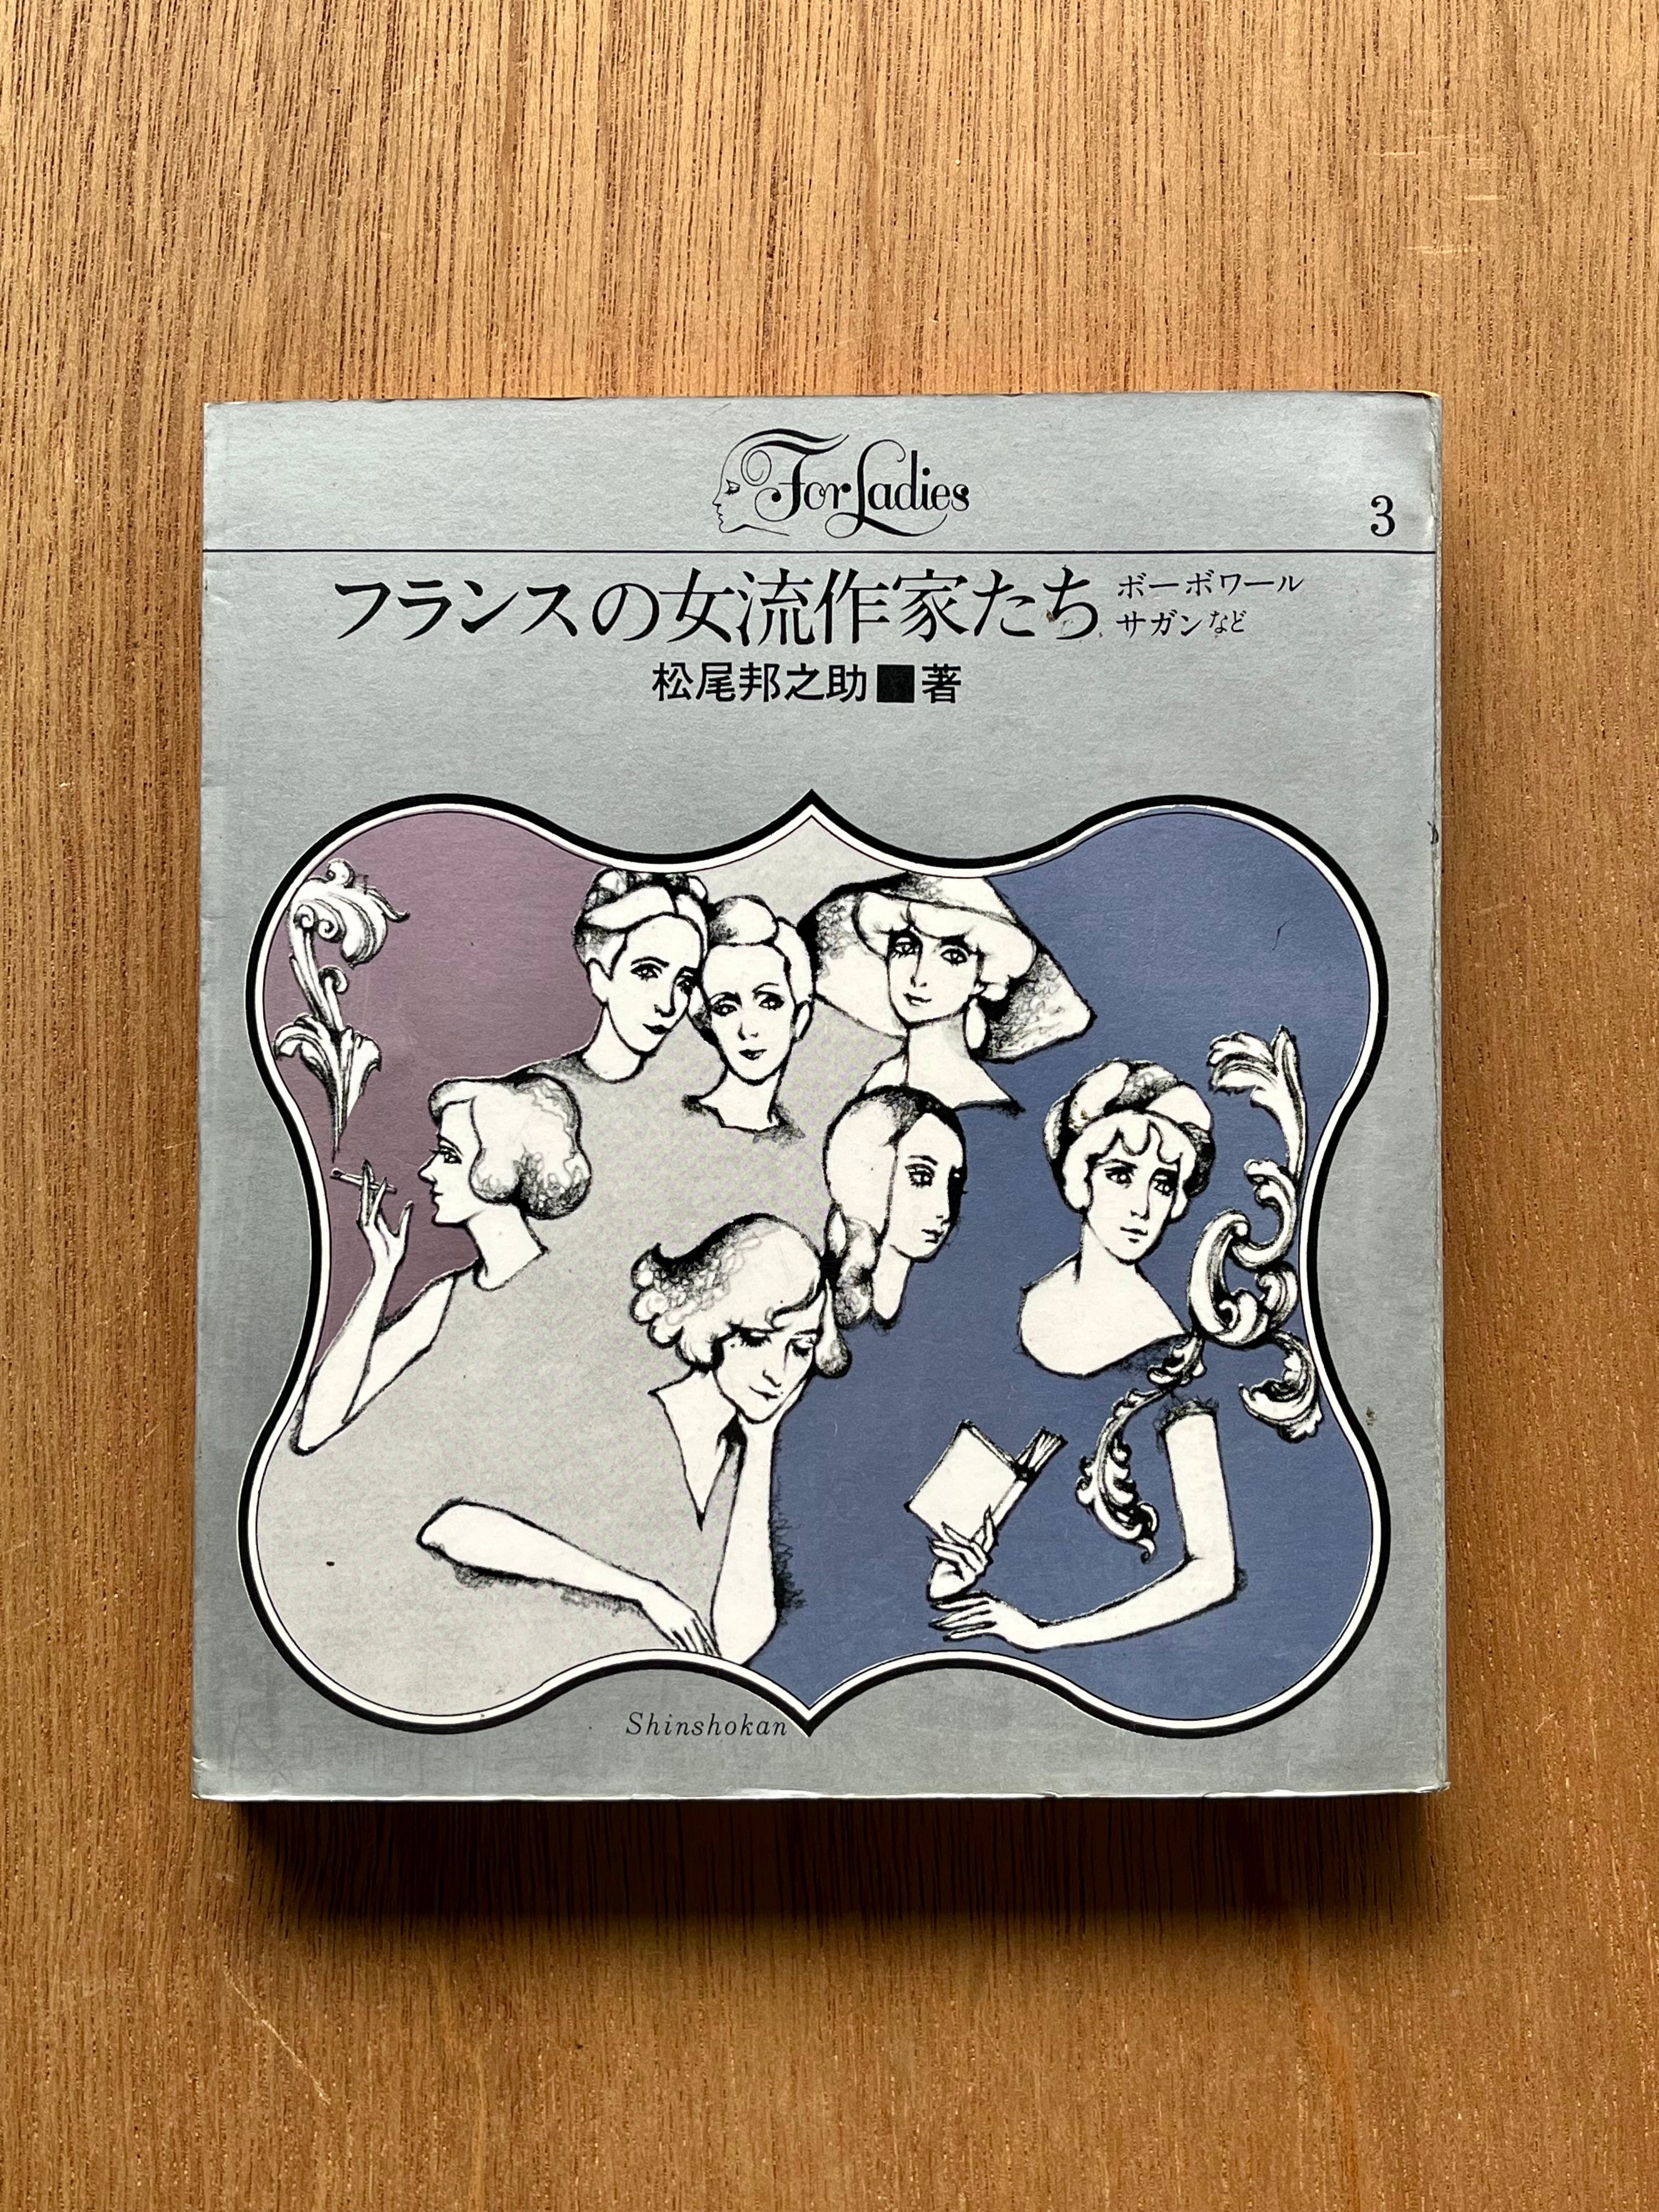 For Ladies
3
フランスの女流作家たち
ボーボワール
サガンなど
松尾邦之助■著
Shinshokan